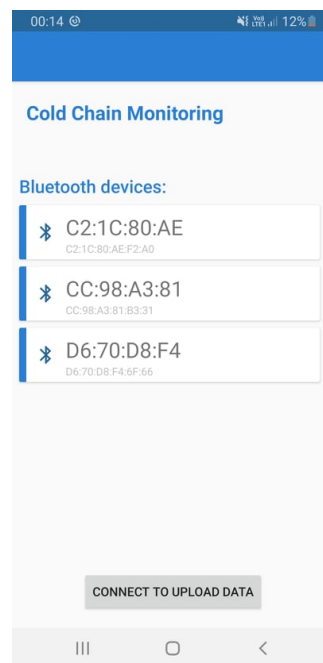 00:14 12%
Cold Chain Monitoring
Bluetooth devices:
C2:1C:80:AE
C2:1C:80:AE:F2:A0
CC:98:A3:81
CC:98:A3:81:B3:31
D6:70:D8:F4
D6:70:D8:F4:6F:66
CONNECT TO UPLOAD DATA